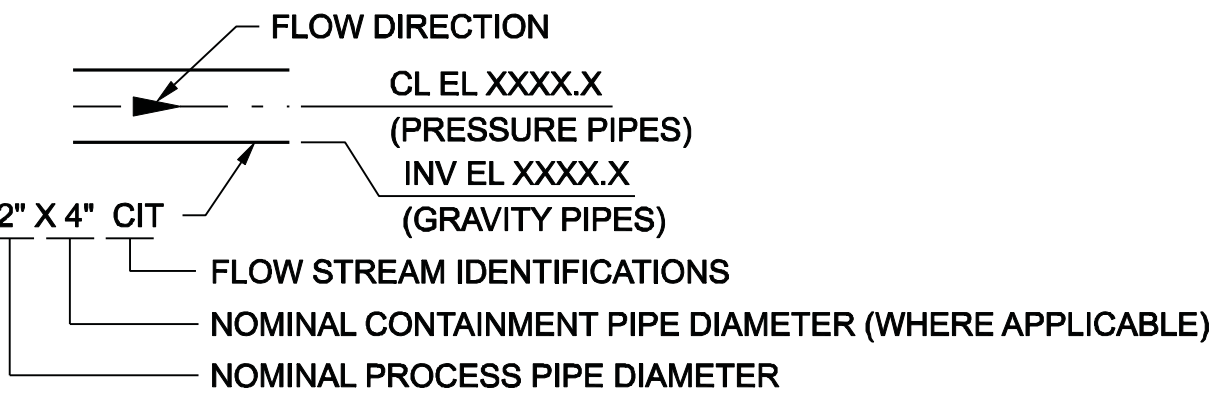 FLOW DIRECTION
CL EL XXXX.X
(PRESSURE PIPES)
INV EL XXXX.X
(GRAVITY PIPES)
2" X 4" CIT
FLOW STREAM IDENTIFICATIONS
NOMINAL CONTAINMENT PIPE DIAMETER (WHERE APPLICABLE)
NOMINAL PROCESS PIPE DIAMETER